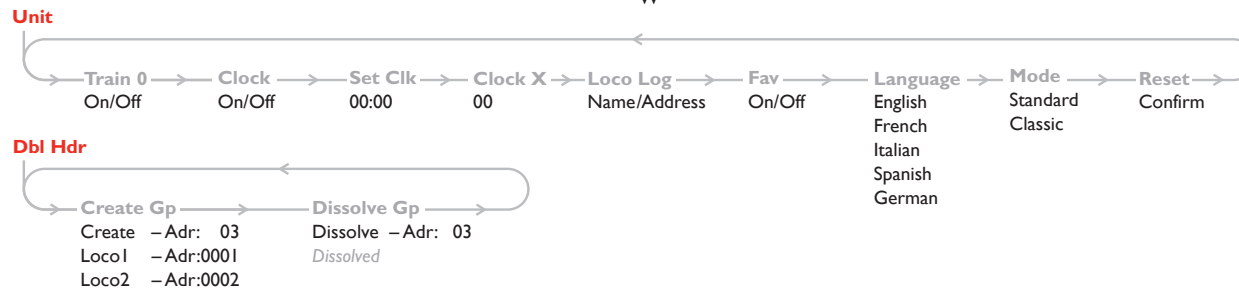 Unit
Train 0 Clock Set Clk Clock X Loco Log Fav Language Mode Reset
On/Off On/Off 00:00 00 Name/Address On/Off English Standard Confirm
French Classic
Italian
Spanish
German
Dbl Hdr
Create Gp Dissolve Gp
Create – Adr: 03 Dissolve – Adr: 03
Loco1 – Adr:0001 Dissolved
Loco2 – Adr:0002